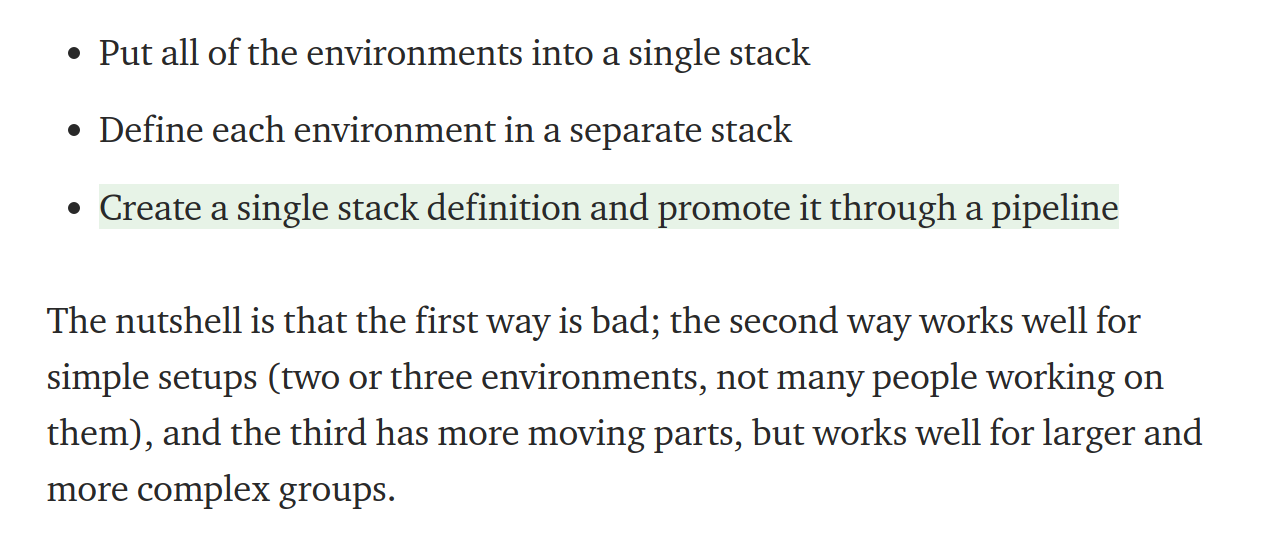 • Put all of the environments into a single stack
• Define each environment in a separate stack
• Create a single stack definition and promote it through a pipeline
The nutshell is that the first way is bad; the second way works well for
simple setups (two or three environments, not many people working on
them), and the third has more moving parts, but works well for larger and
more complex groups.